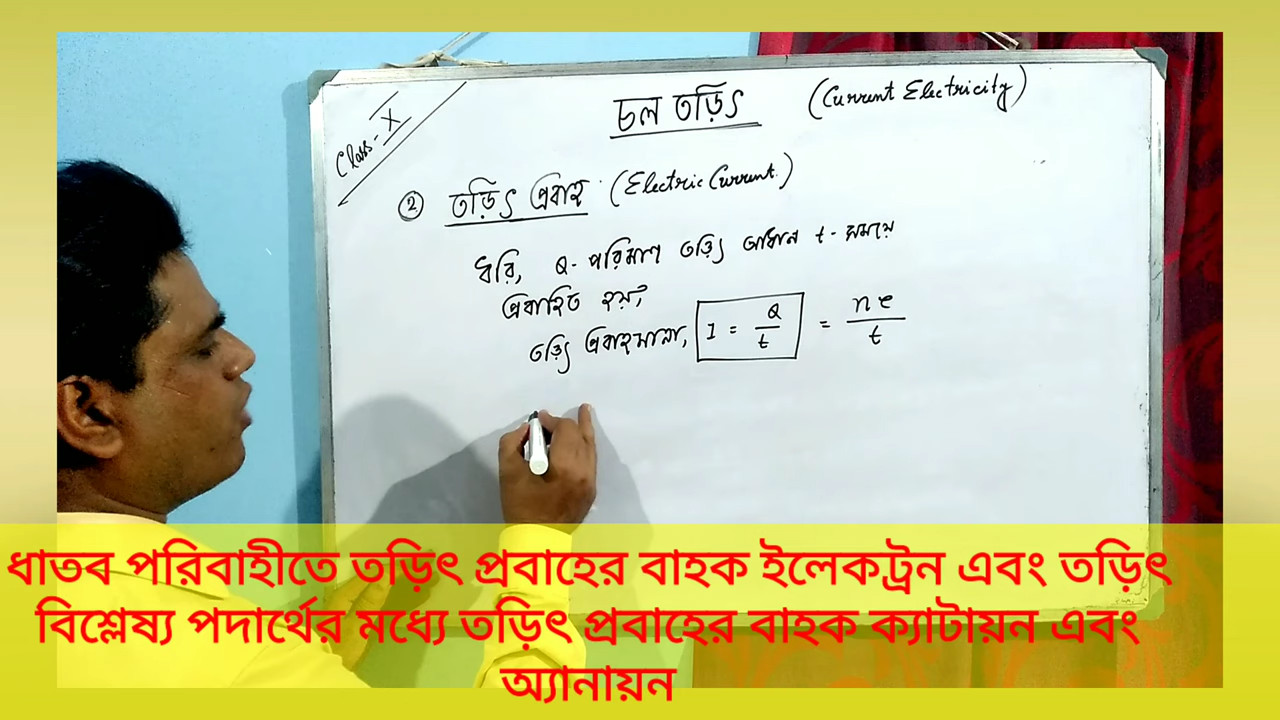 Class - X
চল তড়িৎ (Current Electricity)
২ তড়িৎ প্রবাহ (Electric Current)
ধরি, Q- পরিমাণ তড়িৎ আধান t- সময়ে
প্রবাহিত হয়,
তড়িৎ প্রবাহমাত্রা, I = Q/t = ne/t
ধাতব পরিবাহীতে তড়িৎ প্রবাহের বাহক ইলেকট্রন এবং তড়িৎ
বিশ্লেষ্য পদার্থের মধ্যে তড়িৎ প্রবাহের বাহক ক্যাটায়ন এবং
অ্যানায়ন